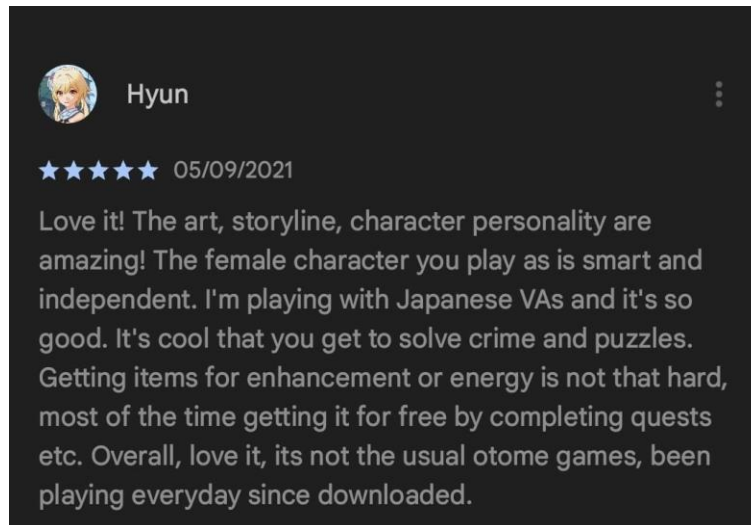 Hyun
05/09/2021
Love it! The art, storyline, character personality are
amazing! The female character you play as is smart and
independent. I'm playing with Japanese VAs and it's so
good. It's cool that you get to solve crime and puzzles.
Getting items for enhancement or energy is not that hard,
most of the time getting it for free by completing quests
etc. Overall, love it, its not the usual otome games, been
playing everyday since downloaded.